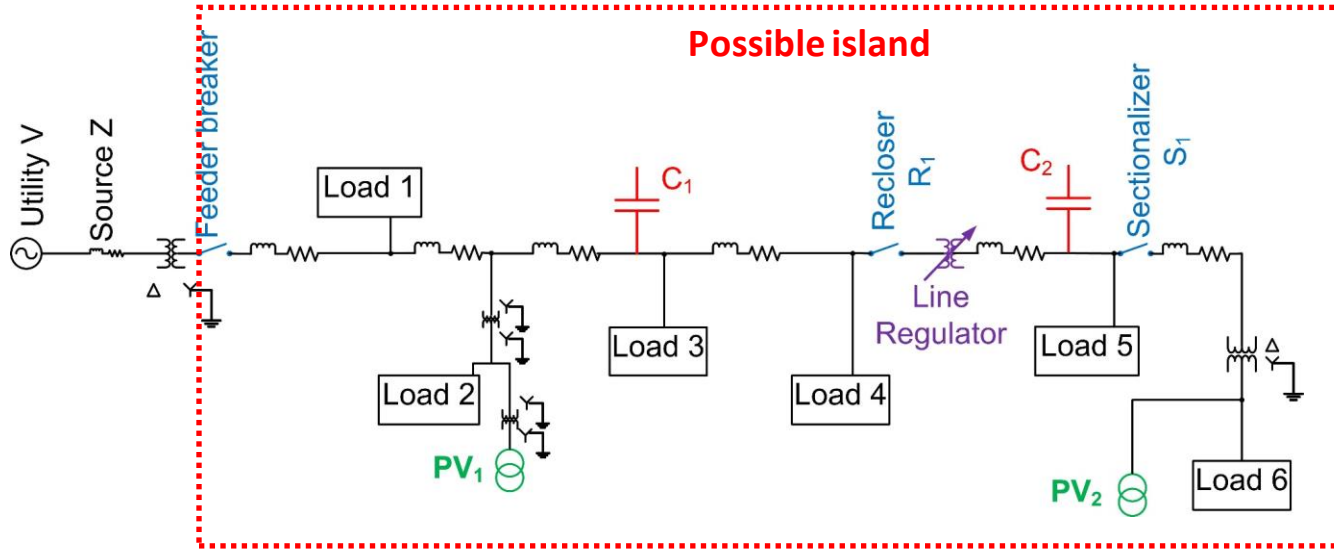 Possible island
Utility V
Source Z
Feeder breaker
Load 1
C₁
Recloser
R₁
C₂
Sectionalizer
S₁
Δ
Line
Regulator
Load 3
Load 5
Load 2
Load 4
Δ
PV₁
PV₂
Load 6